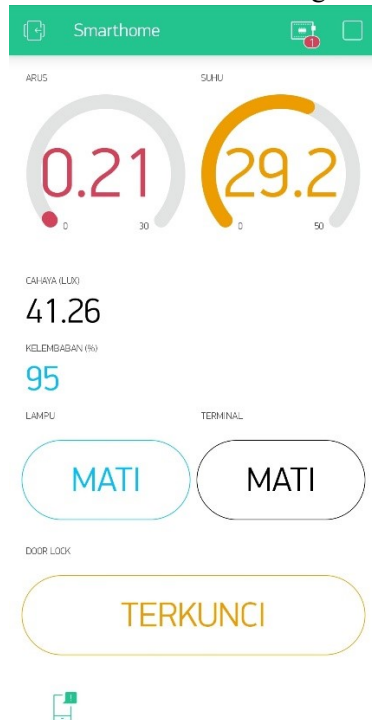 Smarthome
1
ARUS SUHU
0.21 29.2
0 30 0 50
CAHAYA (LUX)
41.26
KELEMBABAN (%)
95
LAMPU TERMINAL
MATI MATI
DOOR LOCK
TERKUNCI